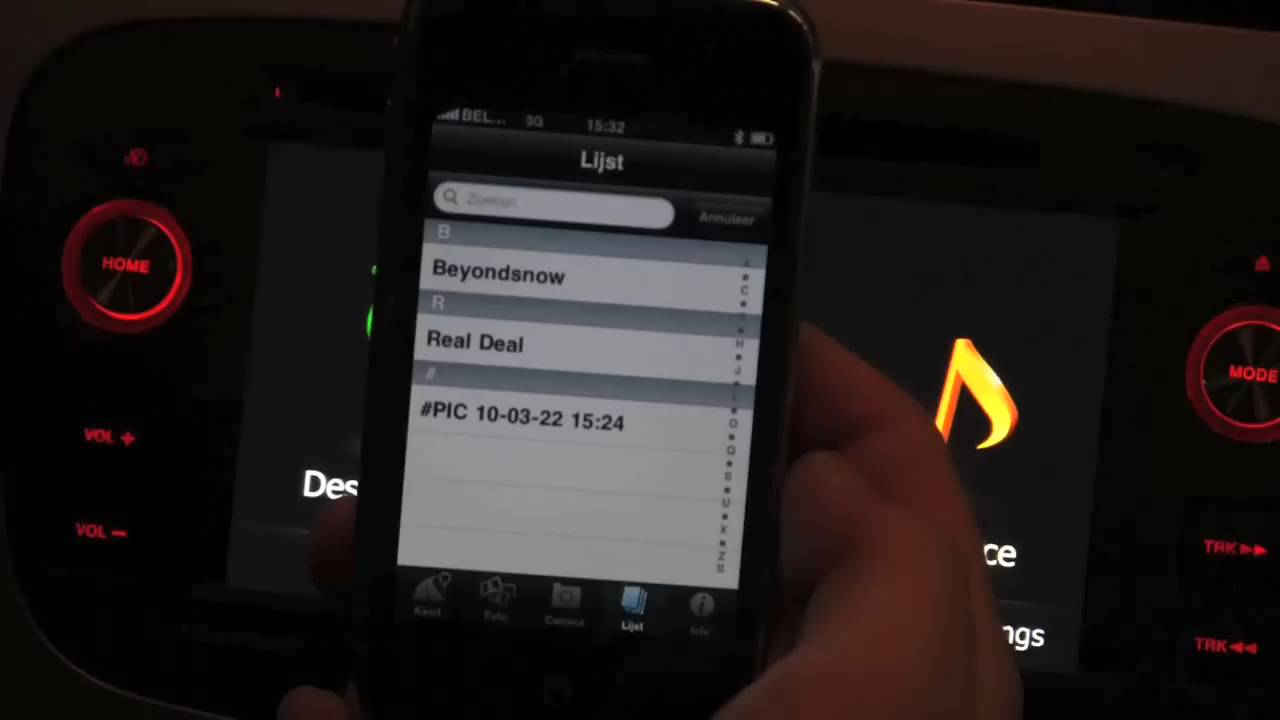 BEL... 3G 15:32
Lijst
Zoeken Annuleer
B
Beyondsnow
R
Real Deal
#
#PIC 10-03-22 15:24
Kaart Foto Camera Lijst Info
HOME
VOL +
VOL −
Des
ce
ngs
MODE
TRK ▶▶
TRK ◀◀